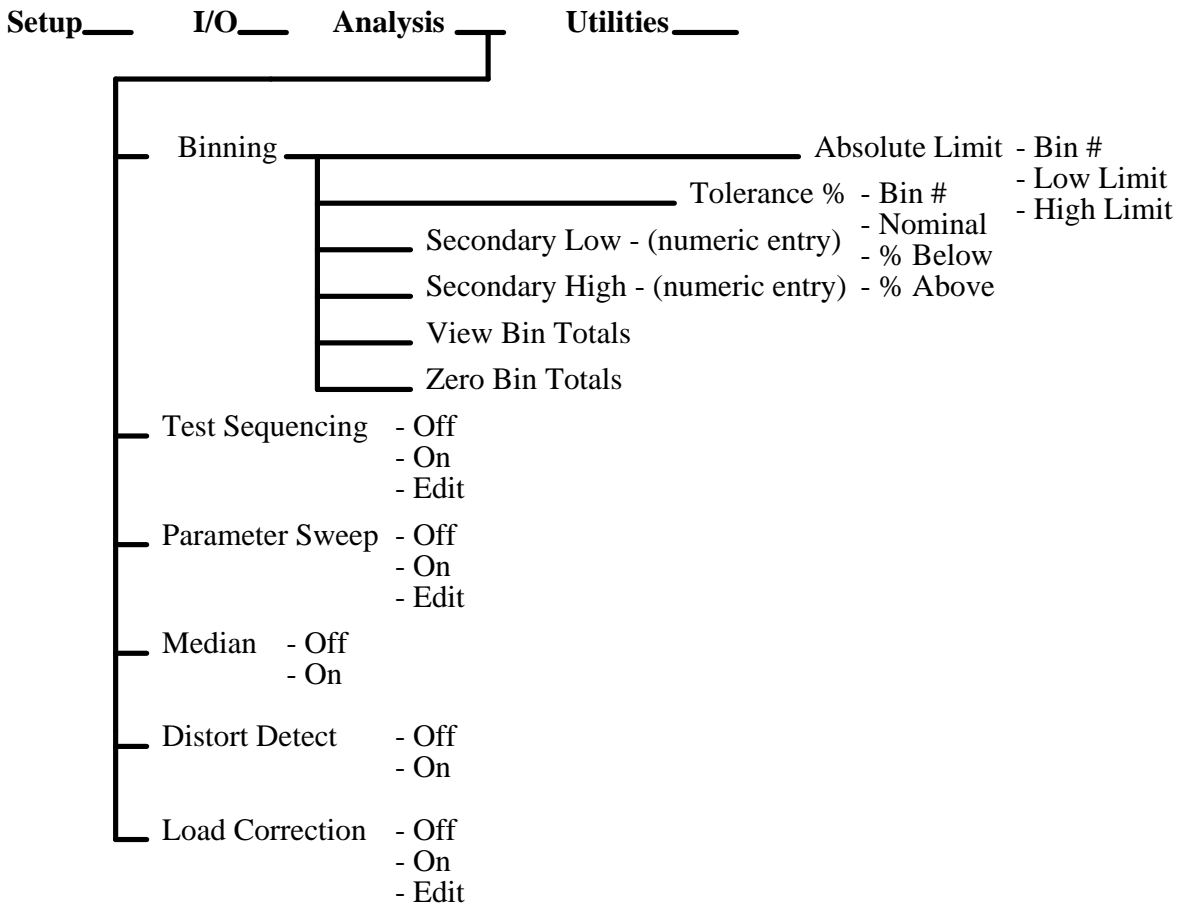 Setup I/O Analysis Utilities
Binning
Absolute Limit - Bin #
- Low Limit
- High Limit
Tolerance % - Bin #
- Nominal
- % Below
- % Above
Secondary Low - (numeric entry)
Secondary High - (numeric entry)
View Bin Totals
Zero Bin Totals
Test Sequencing - Off
- On
- Edit
Parameter Sweep - Off
- On
- Edit
Median - Off
- On
Distort Detect - Off
- On
Load Correction - Off
- On
- Edit